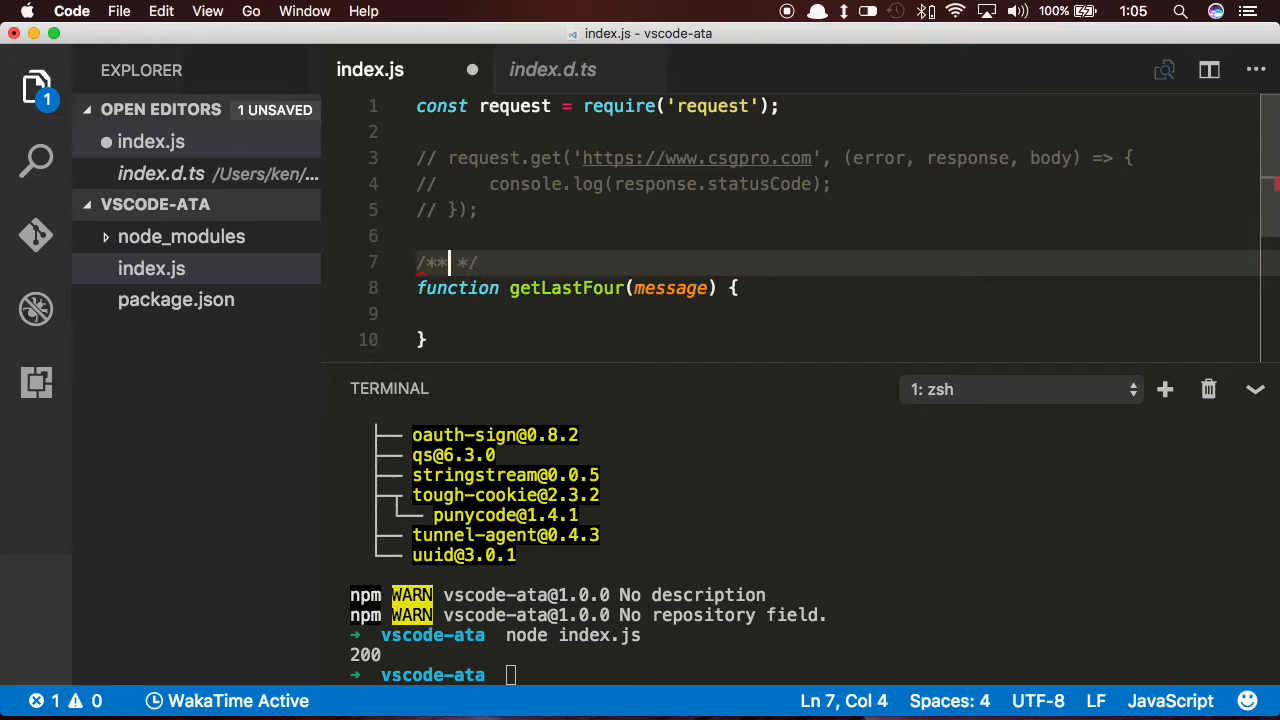 Code File Edit View Go Window Help 100% 1:05
index.js - vscode-ata
EXPLORER
index.js
index.d.ts
OPEN EDITORS 1 UNSAVED
index.js
index.d.ts /Users/ken/...
VSCODE-ATA
node_modules
index.js
package.json
1
1 const request = require('request');
2
3 // request.get('https://www.csgpro.com', (error, response, body) => {
4 // console.log(response.statusCode);
5 // });
6
7 /** */
8 function getLastFour(message) {
9
10 }
TERMINAL
1: zsh
├── oauth-sign@0.8.2
├── qs@6.3.0
├── stringstream@0.0.5
├─┬ tough-cookie@2.3.2
│ └── punycode@1.4.1
├── tunnel-agent@0.4.3
└── uuid@3.0.1
npm WARN vscode-ata@1.0.0 No description
npm WARN vscode-ata@1.0.0 No repository field.
➜ vscode-ata node index.js
200
➜ vscode-ata
1 0 WakaTime Active Ln 7, Col 4 Spaces: 4 UTF-8 LF JavaScript